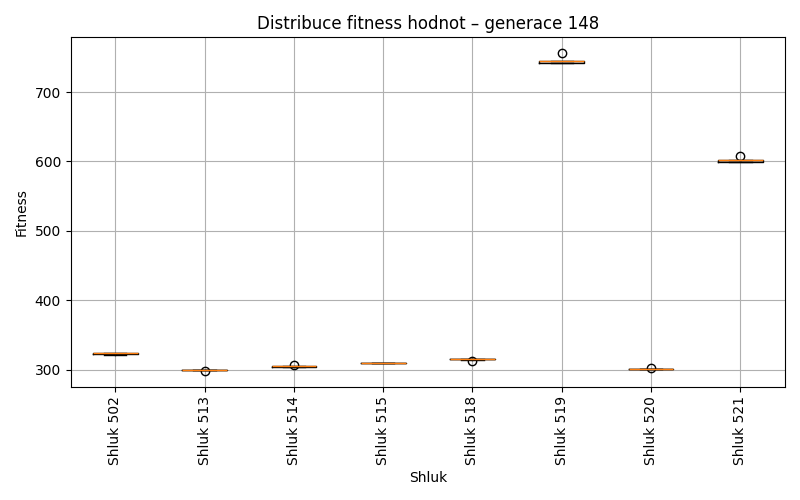 Distribuce fitness hodnot – generace 148
Fitness
700
600
500
400
300
Shluk 502
Shluk 513
Shluk 514
Shluk 515
Shluk 518
Shluk 519
Shluk 520
Shluk 521
Shluk